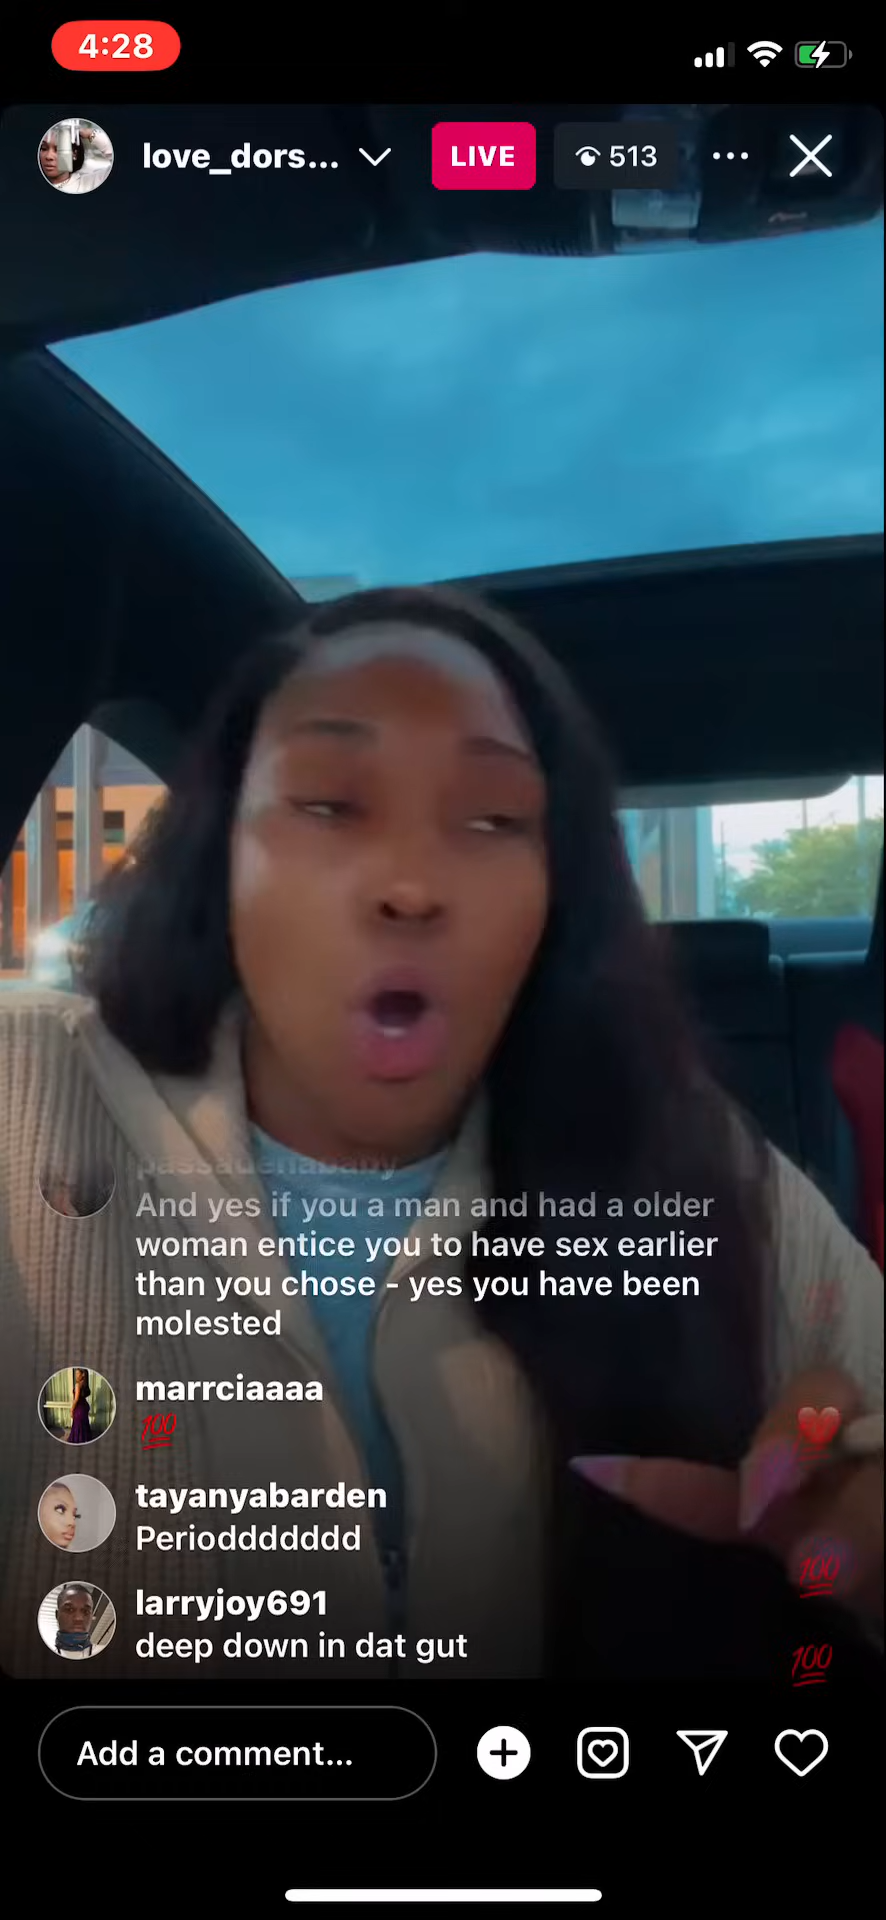 4:28
love_dors...
LIVE
513
passadenababy
And yes if you a man and had a older
woman entice you to have sex earlier
than you chose - yes you have been
molested
marrciaaaa
💯
tayanyabarden
Perioddddddd
larryjoy691
deep down in dat gut
💯
💯
Add a comment...